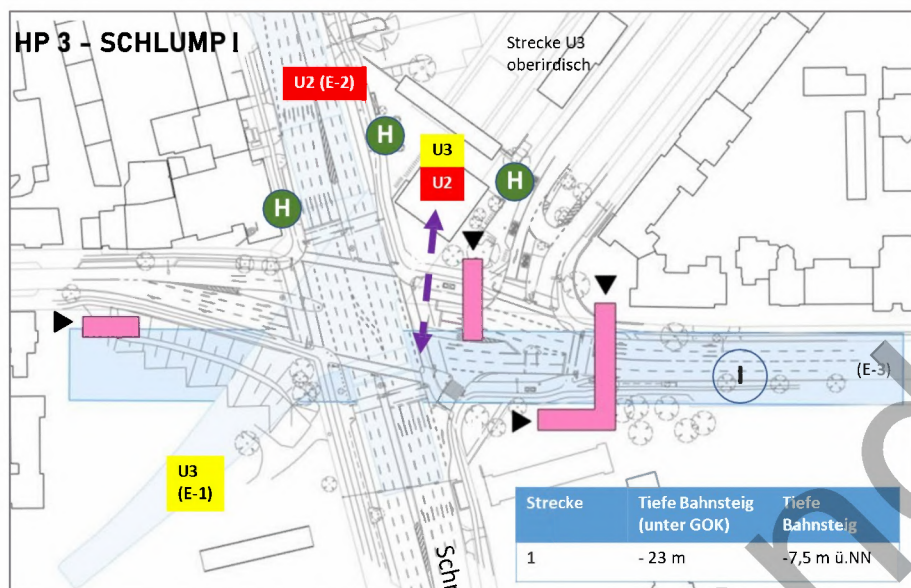 HP 3 - SCHLUMP I
Strecke U3
oberirdisch
U2 (E-2)
H
U3
U2
H
H
I
(E-3)
U3
(E-1)
Strecke
Tiefe Bahnsteig
(unter GOK)
Tiefe
Bahnsteig
1
- 23 m
-7,5 m ü.NN